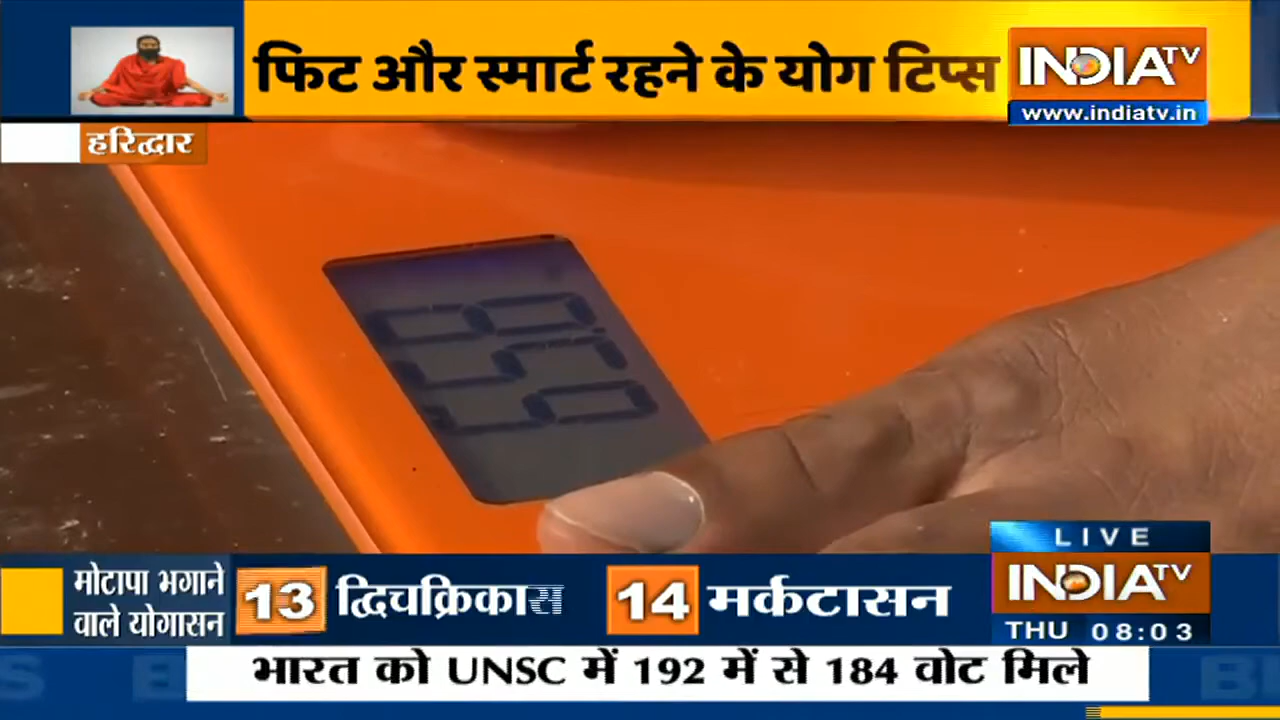 फिट और स्मार्ट रहने के योग टिप्स
INDIA TV
www.indiatv.in
हरिद्वार
LIVE
INDIA TV
THU 08:03
मोटापा भगाने
वाले योगासन
13 द्विचक्रिकास
14 मर्कटासन
भारत को UNSC में 192 में से 184 वोट मिले